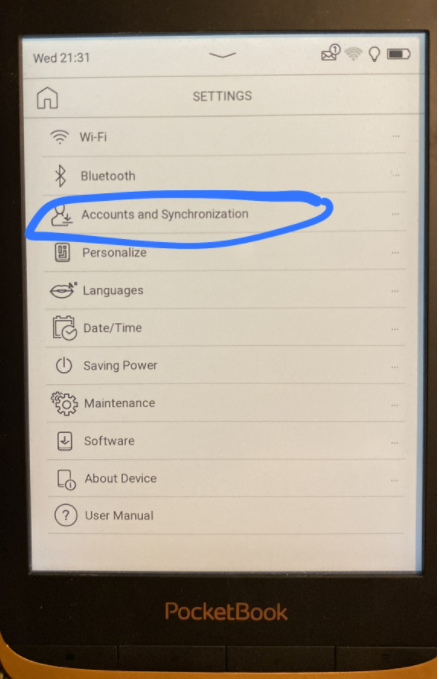 Wed 21:31
1
SETTINGS
Wi-Fi
Bluetooth
Accounts and Synchronization
Personalize
Languages
Date/Time
Saving Power
Maintenance
Software
About Device
User Manual
PocketBook